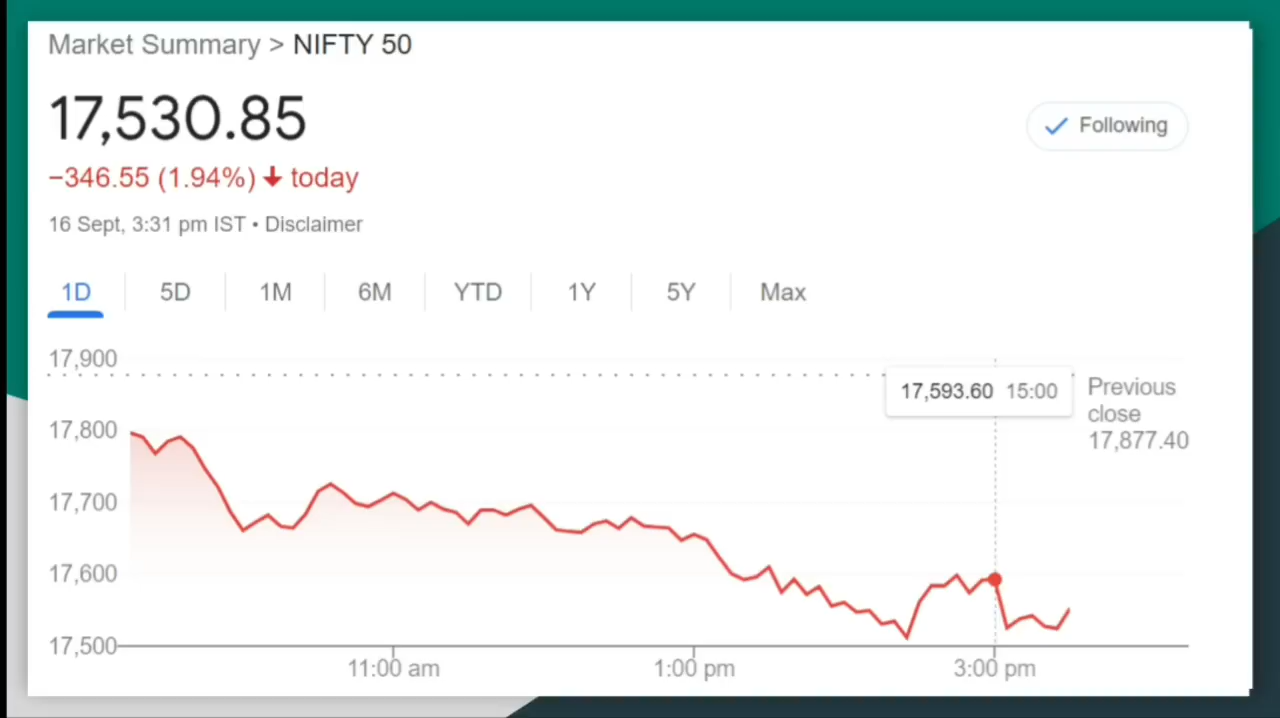 Market Summary > NIFTY 50
17,530.85
Following
−346.55 (1.94%) ↓ today
16 Sept, 3:31 pm IST • Disclaimer
1D 5D 1M 6M YTD 1Y 5Y Max
17,900
17,593.60 15:00
Previous
close
17,877.40
17,800
17,700
17,600
17,500
11:00 am 1:00 pm 3:00 pm